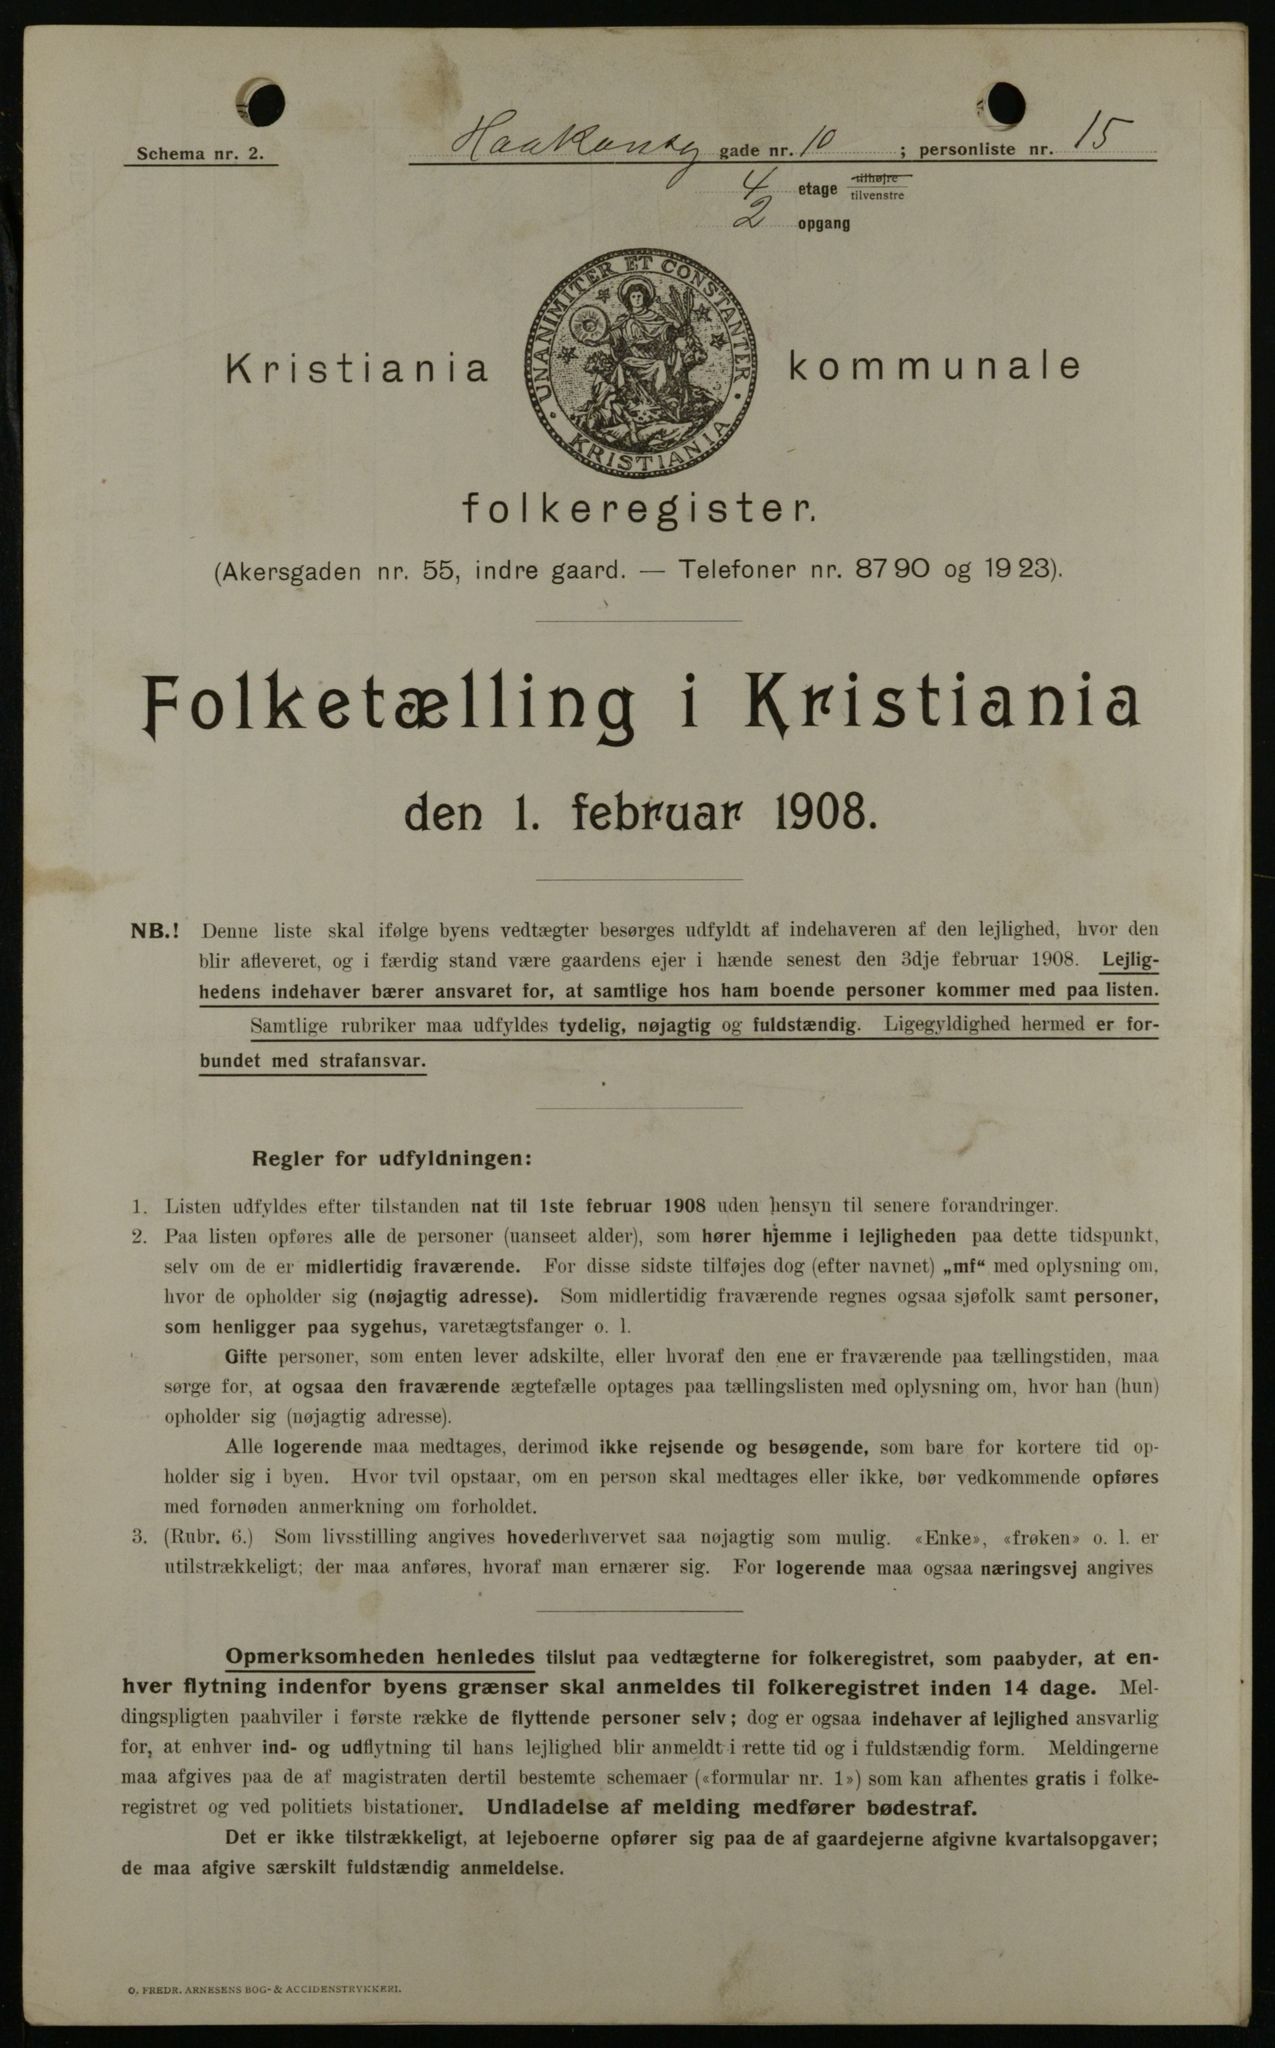 Schema nr. 2.
Haakonsg gade nr. 10 ; personliste nr. 15
4 etage tilhøjre tilvenstre
2 opgang
UNANIMITER ET CONSTANTER · KRISTIANIA ·
Kristiania kommunale
folkeregister.
(Akersgaden nr. 55, indre gaard. — Telefoner nr. 8790 og 1923).
Folketælling i Kristiania
den 1. februar 1908.
NB.! Denne liste skal ifølge byens vedtægter besørges udfyldt af indehaveren af den lejlighed, hvor den
blir afleveret, og i færdig stand være gaardens ejer i hænde senest den 3dje februar 1908. Lejlig-
hedens indehaver bærer ansvaret for, at samtlige hos ham boende personer kommer med paa listen.
Samtlige rubriker maa udfyldes tydelig, nøjagtig og fuldstændig. Ligegyldighed hermed er for-
bundet med strafansvar.
Regler for udfyldningen:
1. Listen udfyldes efter tilstanden nat til 1ste februar 1908 uden hensyn til senere forandringer.
2. Paa listen opføres alle de personer (uanseet alder), som hører hjemme i lejligheden paa dette tidspunkt,
selv om de er midlertidig fraværende. For disse sidste tilføjes dog (efter navnet) „mf“ med oplysning om,
hvor de opholder sig (nøjagtig adresse). Som midlertidig fraværende regnes ogsaa sjøfolk samt personer,
som henligger paa sygehus, varetægtsfanger o. l.
Gifte personer, som enten lever adskilte, eller hvoraf den ene er fraværende paa tællingstiden, maa
sørge for, at ogsaa den fraværende ægtefælle optages paa tællingslisten med oplysning om, hvor han (hun)
opholder sig (nøjagtig adresse).
Alle logerende maa medtages, derimod ikke rejsende og besøgende, som bare for kortere tid op-
holder sig i byen. Hvor tvil opstaar, om en person skal medtages eller ikke, bør vedkommende opføres
med fornøden anmerkning om forholdet.
3. (Rubr. 6.) Som livsstilling angives hovederhvervet saa nøjagtig som mulig. «Enke», «frøken» o. l. er
utilstrækkeligt; der maa anføres, hvoraf man ernærer sig. For logerende maa ogsaa næringsvej angives
Opmerksomheden henledes tilslut paa vedtægterne for folkeregistret, som paabyder, at en-
hver flytning indenfor byens grænser skal anmeldes til folkeregistret inden 14 dage. Mel-
dingspligten paahviler i første række de flyttende personer selv; dog er ogsaa indehaver af lejlighed ansvarlig
for, at enhver ind- og udflytning til hans lejlighed blir anmeldt i rette tid og i fuldstændig form. Meldingerne
maa afgives paa de af magistraten dertil bestemte schemaer («formular nr. 1») som kan afhentes gratis i folke-
registret og ved politiets bistationer. Undladelse af melding medfører bødestraf.
Det er ikke tilstrækkeligt, at lejeboerne opfører sig paa de af gaardejerne afgivne kvartalsopgaver;
de maa afgive særskilt fuldstændig anmeldelse.
O. FREDR. ARNESENS BOG- & ACCIDENSTRYKKERI.